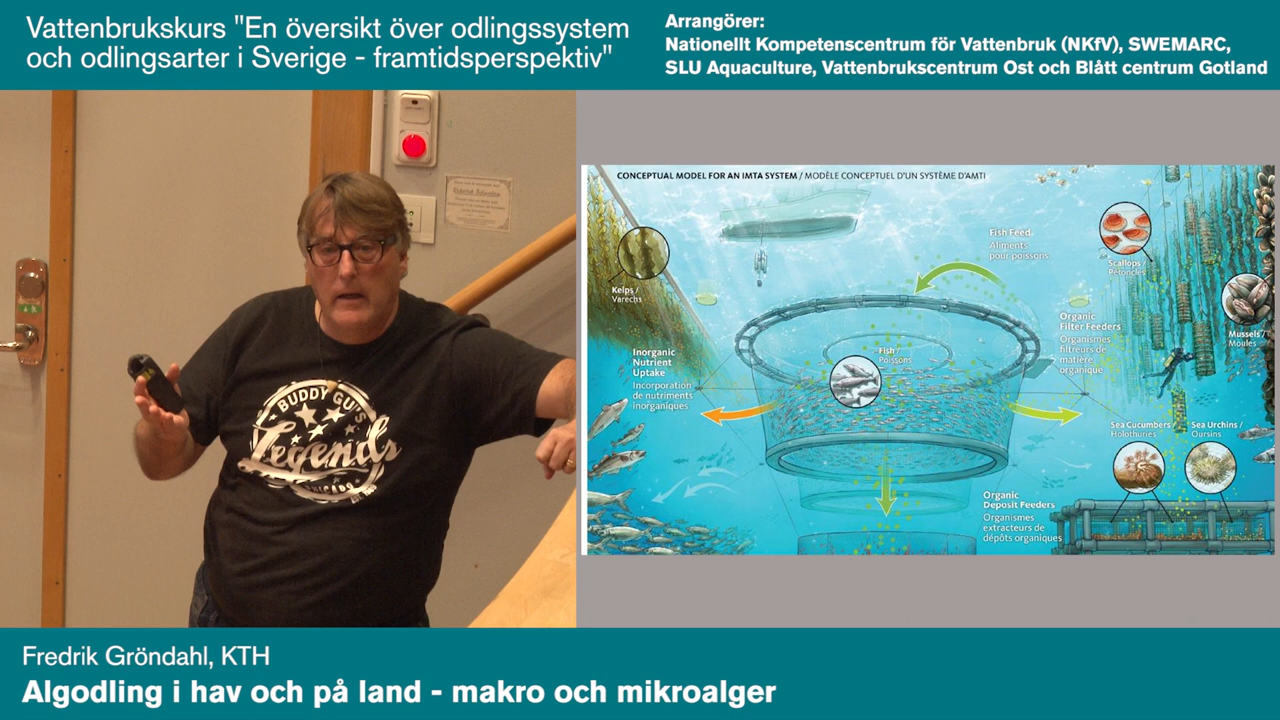 Vattenbrukskurs "En översikt över odlingssystem
och odlingsarter i Sverige - framtidsperspektiv"
Arrangörer:
Nationellt Kompetenscentrum för Vattenbruk (NKfV), SWEMARC,
SLU Aquaculture, Vattenbrukscentrum Ost och Blått centrum Gotland
BUDDY GUY'S
Legends
CHICAGO
CONCEPTUAL MODEL FOR AN IMTA SYSTEM / MODÈLE CONCEPTUEL D'UN SYSTÈME D'AMTI
Kelps /
Varechs
Fish Feed
Aliments
pour poissons
Scallops /
Pétoncles
Mussels /
Moules
Organic
Filter Feeders
Organismes
filtreurs de
matière
organique
Inorganic
Nutrient
Uptake
Incorporation
de nutriments
inorganiques
Fish /
Poissons
Sea Cucumbers /
Holothuries
Sea Urchins /
Oursins
Organic
Deposit Feeders
Organismes
extracteurs de
dépôts organiques
Fredrik Gröndahl, KTH
Algodling i hav och på land - makro och mikroalger